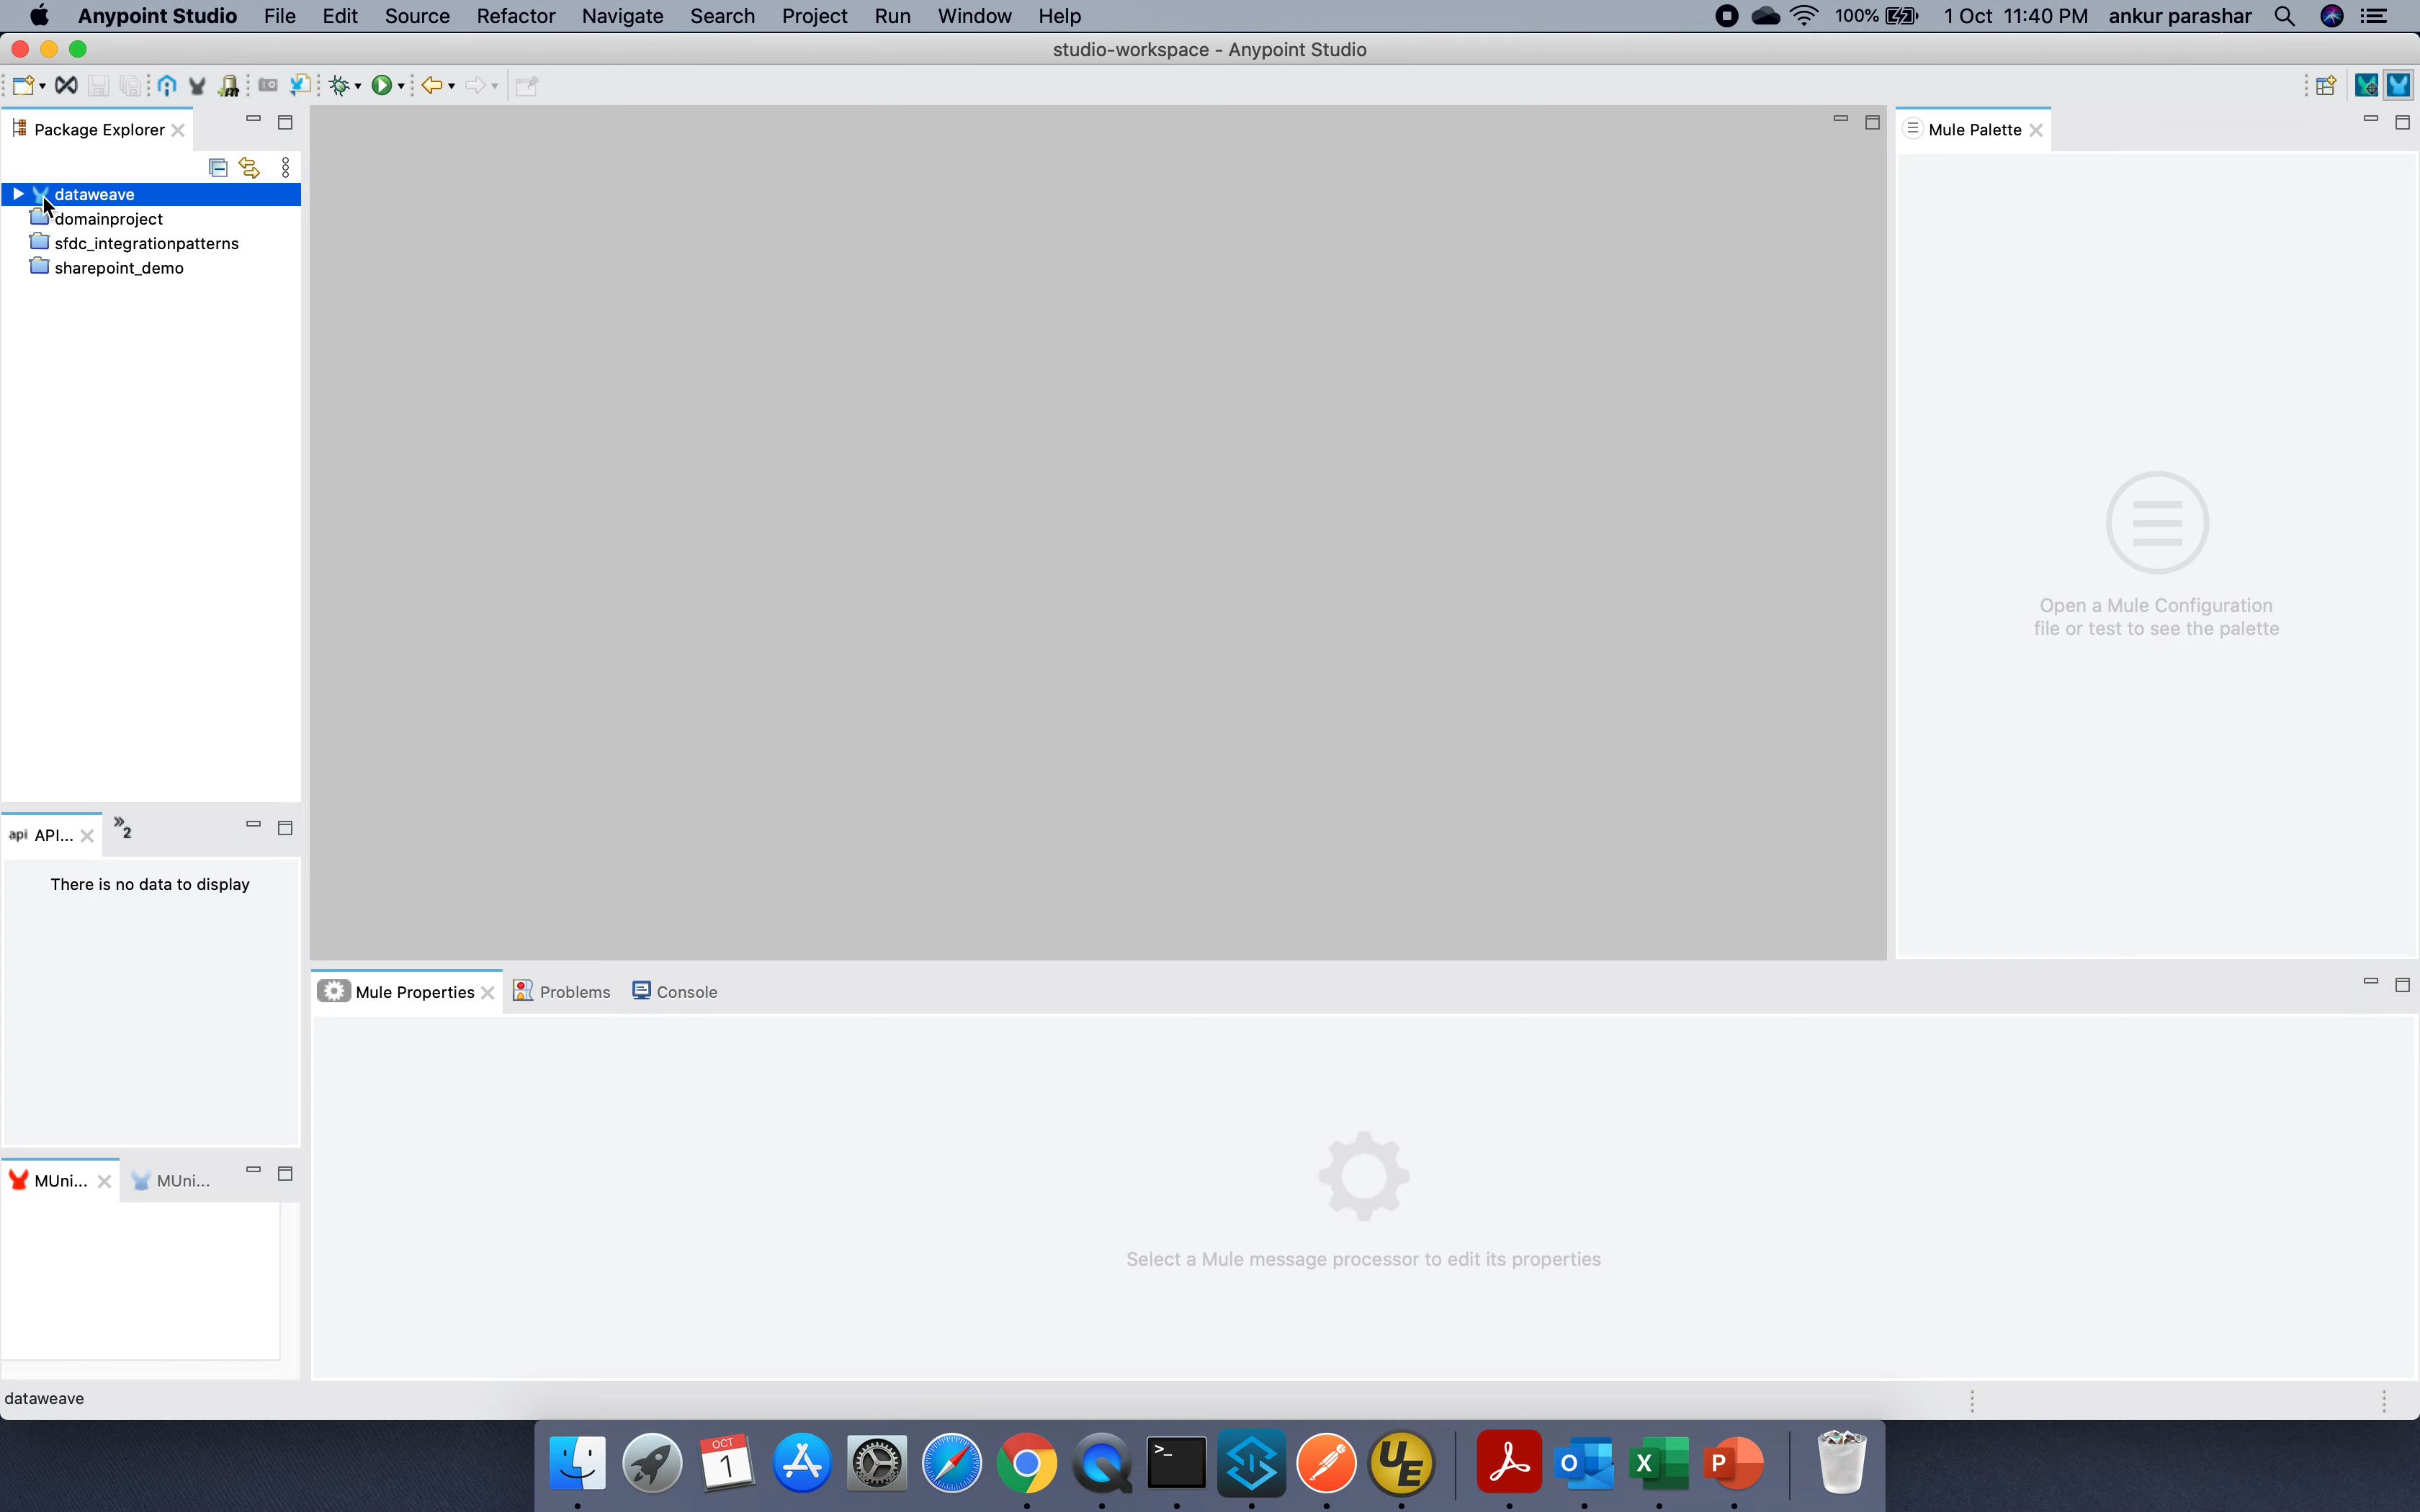 Anypoint Studio File Edit Source Refactor Navigate Search Project Run Window Help 100% 1 Oct 11:40 PM ankur parashar
studio-workspace - Anypoint Studio
Package Explorer
dataweave
domainproject
sfdc_integrationpatterns
sharepoint_demo
Mule Palette
Open a Mule Configuration
file or test to see the palette
api API... »2
There is no data to display
Mule Properties Problems Console
Select a Mule message processor to edit its properties
MUni... MUni...
dataweave
OCT
1
>_
UE
O
X
P